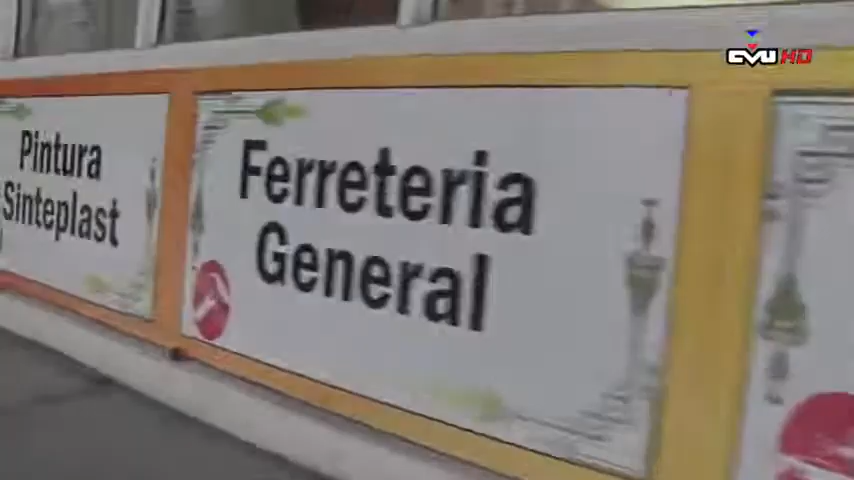 CVU HD
Pintura
Sinteplast
Ferreteria
General